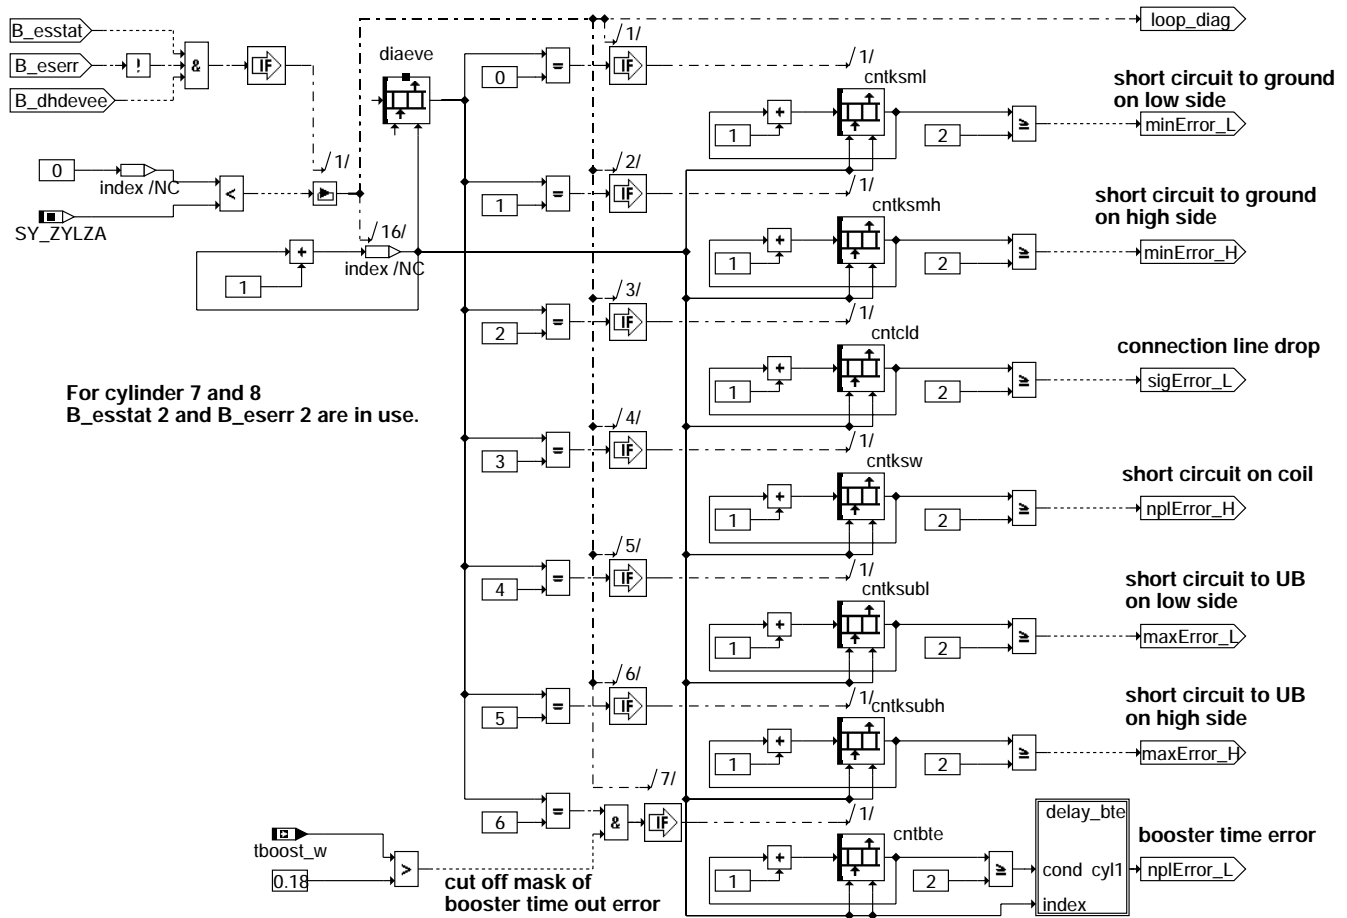 B_esstat
B_eserr
!
&
IF
B_dhdevee
/1/
0
index /NC
<
SY_ZYLZA
/16/
+
index /NC
1
diaeve
loop_diag
/1/
=
0
IF
/1/
cntksml
short circuit to ground
on low side
+
1
2
≥
minError_L
/2/
=
1
IF
/1/
cntksmh
short circuit to ground
on high side
+
1
2
≥
minError_H
/3/
=
2
IF
/1/
cntcld
connection line drop
+
1
2
≥
sigError_L
For cylinder 7 and 8
B_esstat 2 and B_eserr 2 are in use.
/4/
=
3
IF
/1/
cntksw
short circuit on coil
+
1
2
≥
nplError_H
/5/
=
4
IF
/1/
cntksubl
short circuit to UB
on low side
+
1
2
≥
maxError_L
/6/
=
5
IF
/1/
cntksubh
short circuit to UB
on high side
+
1
2
≥
maxError_H
/7/
=
6
&
IF
/1/
cntbte
delay_bte
booster time error
+
1
2
≥
cond cyl1
index
nplError_L
tboost_w
0.18
>
cut off mask of
booster time out error